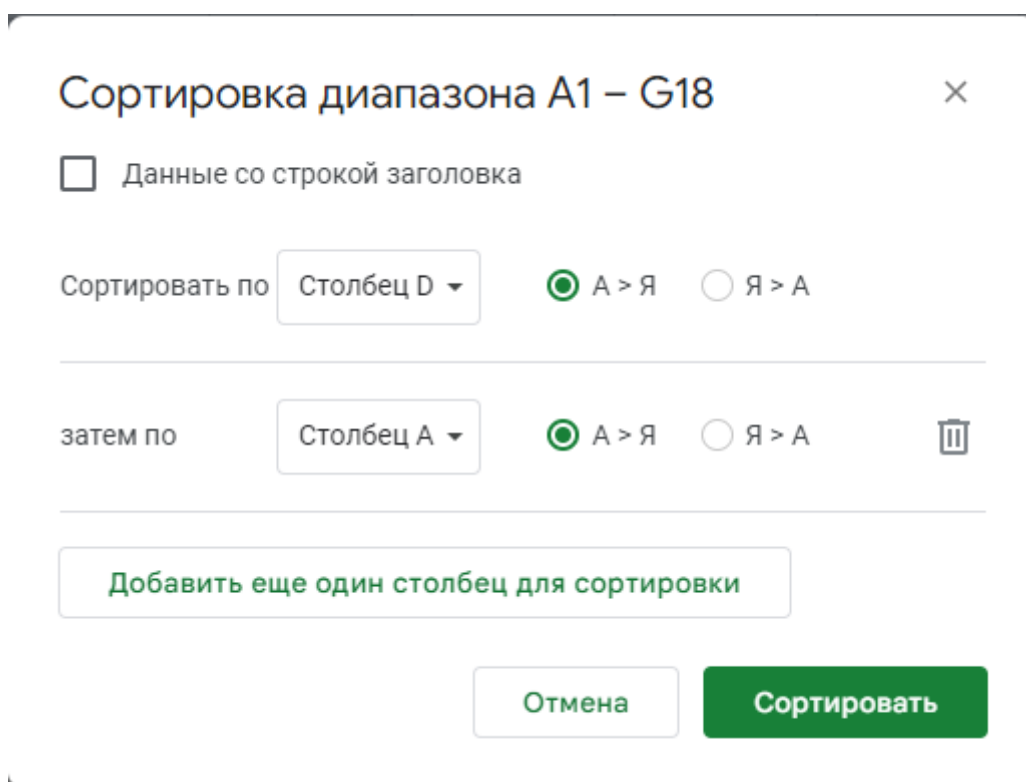 Сортировка диапазона A1 – G18
Данные со строкой заголовка
Сортировать по Столбец D А > Я Я > А
затем по Столбец A А > Я Я > А
Добавить еще один столбец для сортировки
Отмена Сортировать